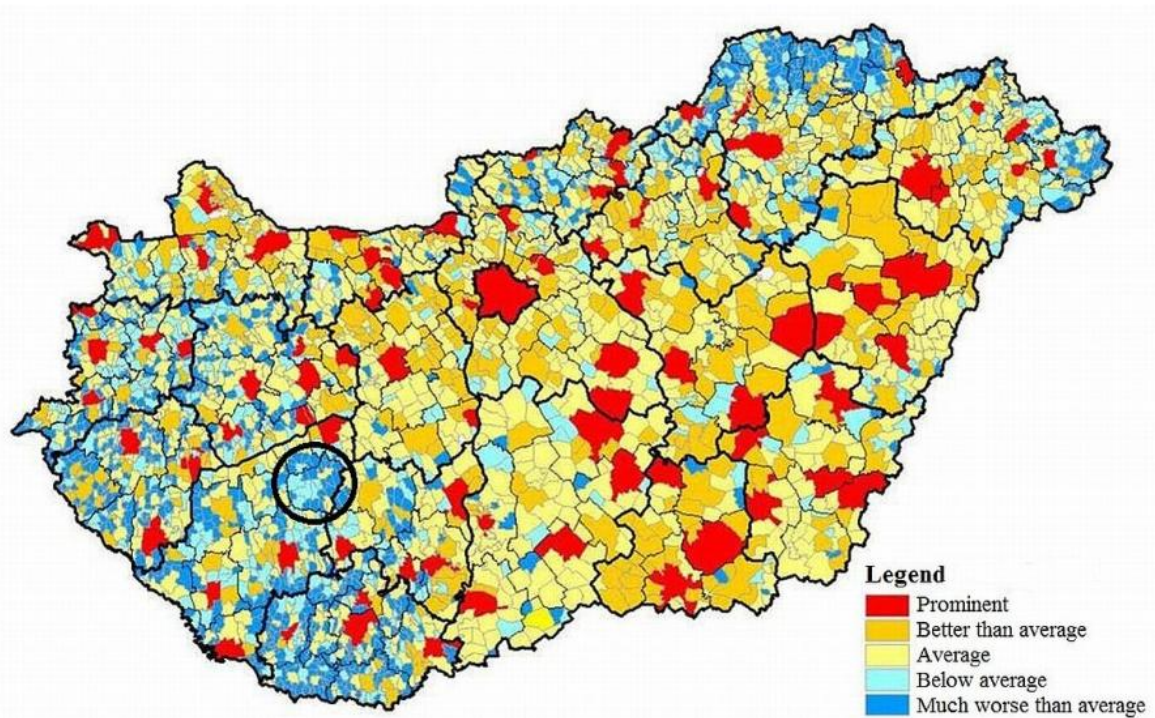 Legend
Prominent
Better than average
Average
Below average
Much worse than average